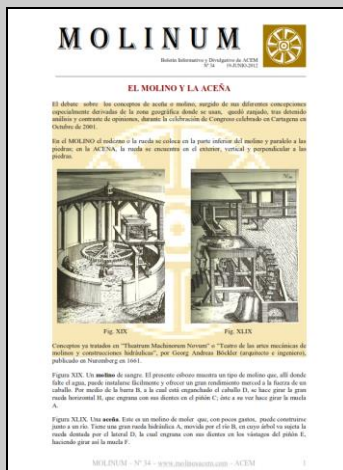 MOLINUM
Boletín Informativo y Divulgativo de ACEM
Nº 34 19-JUNIO-2012
EL MOLINO Y LA ACEÑA
El debate sobre los conceptos de aceña o molino, surgido de sus diferentes concepciones
especialmente derivadas de la zona geográfica donde se usan, quedó zanjado, tras detenido
análisis y contraste de opiniones, durante la celebración de Congreso celebrado en Cartagena en
Octubre de 2001.
En el MOLINO el rodezno o la rueda se coloca en la parte inferior del molino y paralelo a las
piedras; en la ACEÑA, la rueda se encuentra en el exterior, vertical y perpendicular a las
piedras.
Fig. XIX
Fig. XLIX
Conceptos ya tratados en "Theatrum Machinorum Novum" o "Teatro de las artes mecánicas de
molinos y construcciones hidráulicas", por Georg Andreas Böckler (arquitecto e ingeniero),
publicado en Nuremberg en 1661.
Figura XIX. Un molino de sangre. El presente esbozo muestra un tipo de molino que, allí donde
falte el agua, puede instalarse fácilmente y ofrecer un gran rendimiento merced a la fuerza de un
caballo. Por medio de la barra B, a la cual está enganchado el caballo D, se hace girar la gran
rueda horizontal H, que engrana con sus dientes en el piñón C; éste a su vez hace girar la muela
A.
Figura XLIX. Una aceña. Este es un molino de moler que, con pocos gastos, puede construirse
junto a un río. Tiene una gran rueda hidráulica A, movida por el río B, en cuyo árbol va sujeta la
rueda dentada por el lateral D, la cual engrana con sus dientes en los vástagos del piñón E,
haciendo girar así la muela F.
MOLINUM – Nº 34 – www.molinosacem.com – ACEM 1